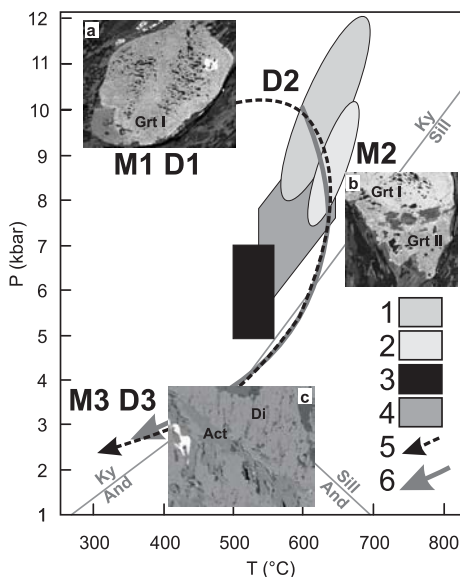 12
11
10
9
8
7
6
5
4
3
2
1
P (kbar)
300
400
500
600
700
800
T (°C)
a
Grt I
M1 D1
D2
M2
Ky
Sill
b
Grt I
Grt II
1
2
3
4
5
6
M3 D3
c
Di
Act
Ky
And
Sill
And